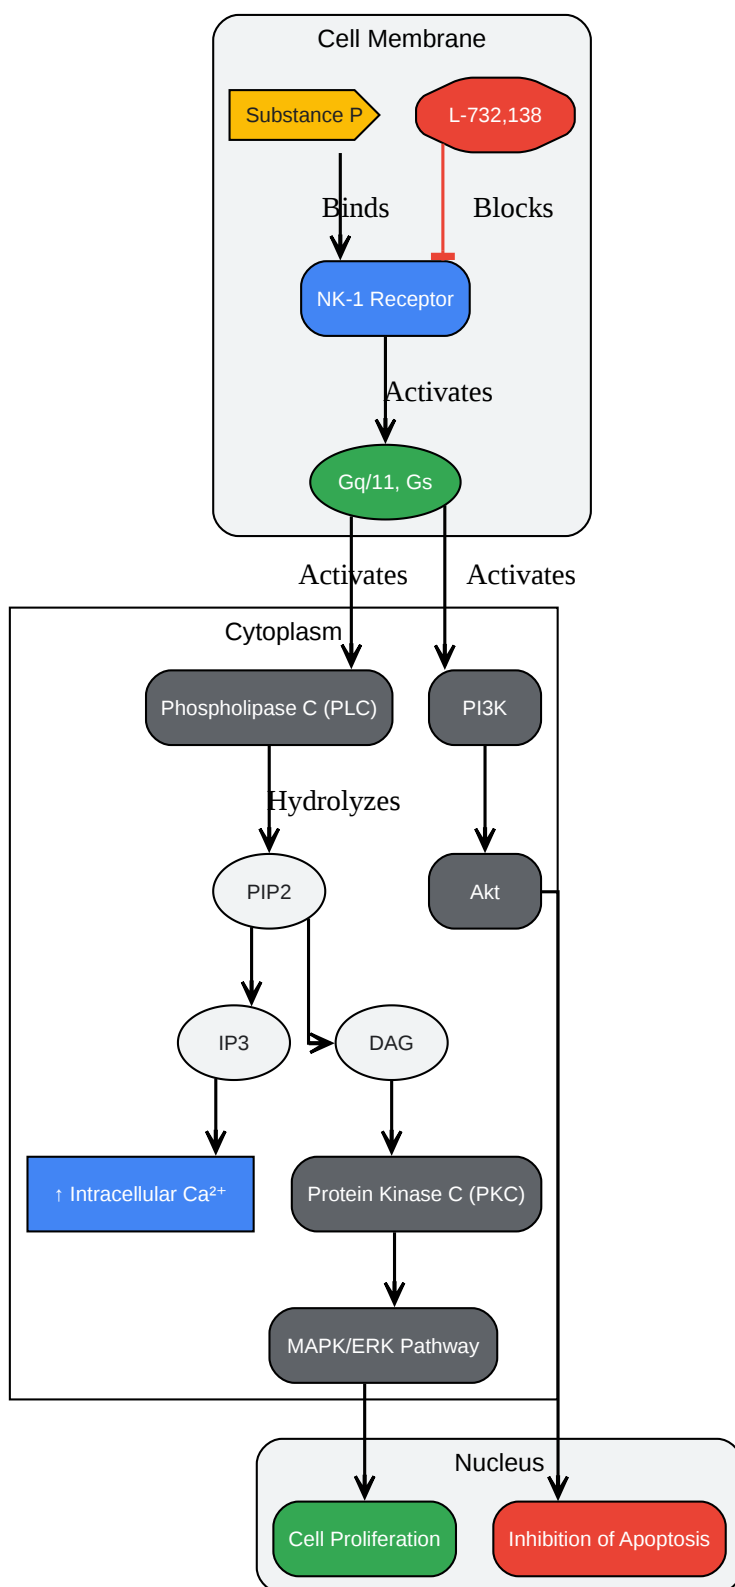 Cell Membrane
Substance P
L-732,138
Binds
Blocks
NK-1 Receptor
Activates
Gq/11, Gs
Activates
Activates
Cytoplasm
Phospholipase C (PLC)
PI3K
Hydrolyzes
PIP2
Akt
IP3
DAG
↑ Intracellular Ca²⁺
Protein Kinase C (PKC)
MAPK/ERK Pathway
Nucleus
Cell Proliferation
Inhibition of Apoptosis